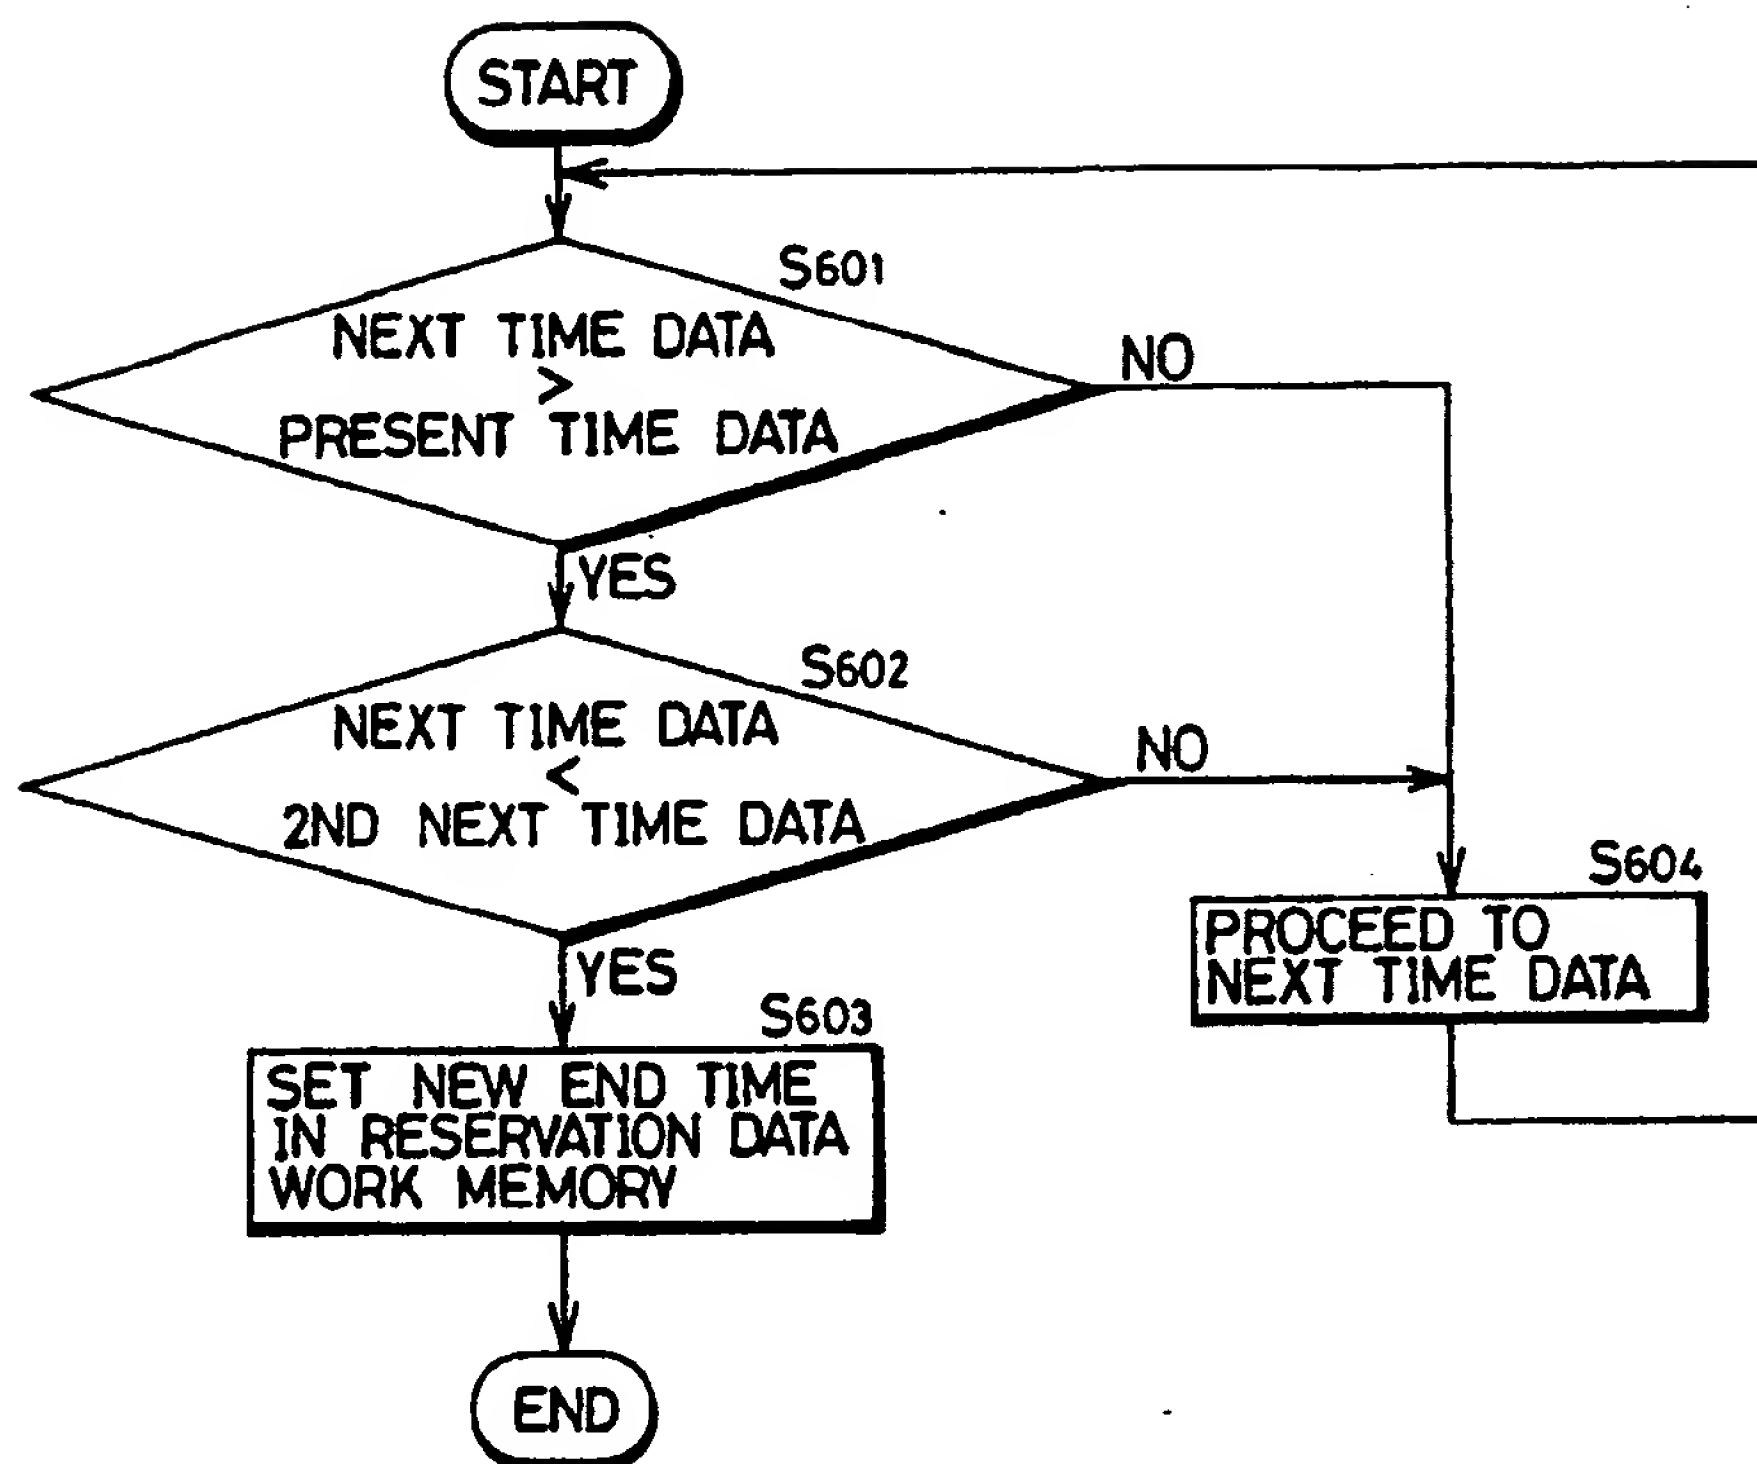 START
S601
NEXT TIME DATA
>
PRESENT TIME DATA
NO
YES
S602
NEXT TIME DATA
<
2ND NEXT TIME DATA
NO
YES
S603
SET NEW END TIME
IN RESERVATION DATA
WORK MEMORY
S604
PROCEED TO
NEXT TIME DATA
END